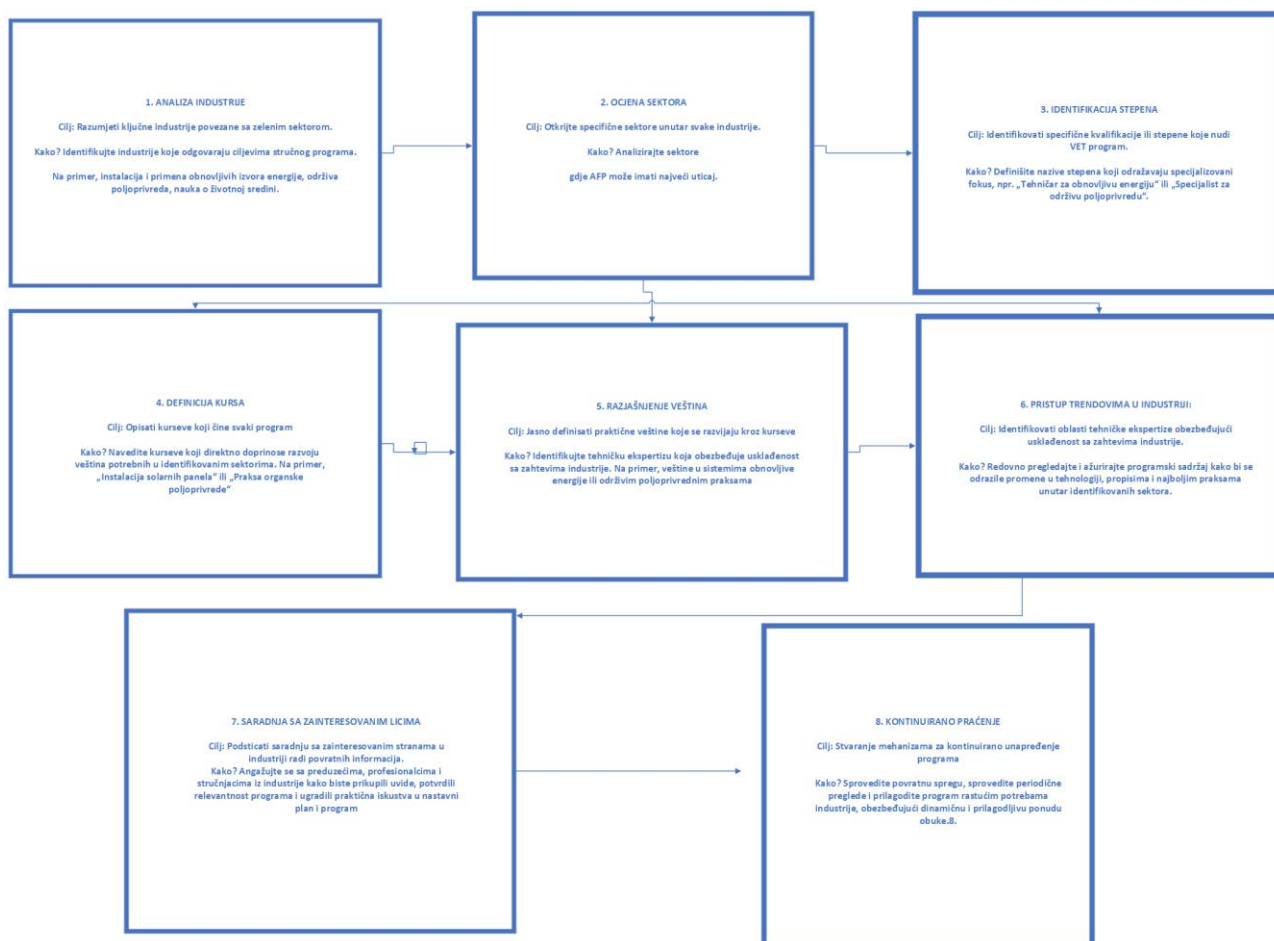 1. ANALIZA INDUSTRIJE
Cilj: Razumjeti ključne industrije povezane sa zelenim sektorom.
Kako? Identifikujte industrije koje odgovaraju ciljevima stručnog programa.
Na primer, instalacija i primena obnovljivih izvora energije, održiva
poljoprivreda, nauka o životnoj sredini.
2. OCJENA SEKTORA
Cilj: Otkrijte specifične sektore unutar svake industrije.
Kako? Analizirajte sektore
gdje AFP može imati najveći uticaj.
3. IDENTIFIKACIJA STEPENA
Cilj: Identifikovati specifične kvalifikacije ili stepene koje nudi
VET program.
Kako? Definišite nazive stepena koji odražavaju specijalizovani
fokus, npr. „Tehničar za obnovljivu energiju“ ili „Specijalist za
održivu poljoprivredu“.
4. DEFINICIJA KURSA
Cilj: Opisati kurseve koji čine svaki program
Kako? Navedite kurseve koji direktno doprinose razvoju
veština potrebnih u identifikovanim sektorima. Na primer,
„Instalacija solarnih panela“ ili „Praksa organske
poljoprivrede“
5. RAZJAŠNJENJE VEŠTINA
Cilj: Jasno definisati praktične veštine koje se razvijaju kroz kurseve
Kako? Identifikujte tehničku ekspertizu koja obezbeđuje usklađenost
sa zahtevima industrije. Na primer, veštine u sistemima obnovljive
energije ili održivim poljoprivrednim praksama
6. PRISTUP TRENDOVIMA U INDUSTRIJI:
Cilj: Identifikovati oblasti tehničke ekspertize obezbeđujući
usklađenost sa zahtevima industrije.
Kako? Redovno pregledajte i ažurirajte programski sadržaj kako bi se
odrazile promene u tehnologiji, propisima i najboljim praksama
unutar identifikovanih sektora.
7. SARADNJA SA ZAINTERESOVANIM LICIMA
Cilj: Podsticati saradnju sa zainteresovanim stranama u
industriji radi povratnih informacija.
Kako? Angažujte se sa preduzećima, profesionalcima i
stručnjacima iz industrije kako biste prikupili uvide, potvrdili
relevantnost programa i ugradili praktična iskustva u nastavni
plan i program
8. KONTINUIRANO PRAĆENJE
Cilj: Stvaranje mehanizama za kontinuirano unapređenje
programa
Kako? Sprovedite povratnu spregu, sprovedite periodične
preglede i prilagodite program rastućim potrebama
industrije, obezbeđujući dinamičnu i prilagodljivu ponudu
obuke.8.